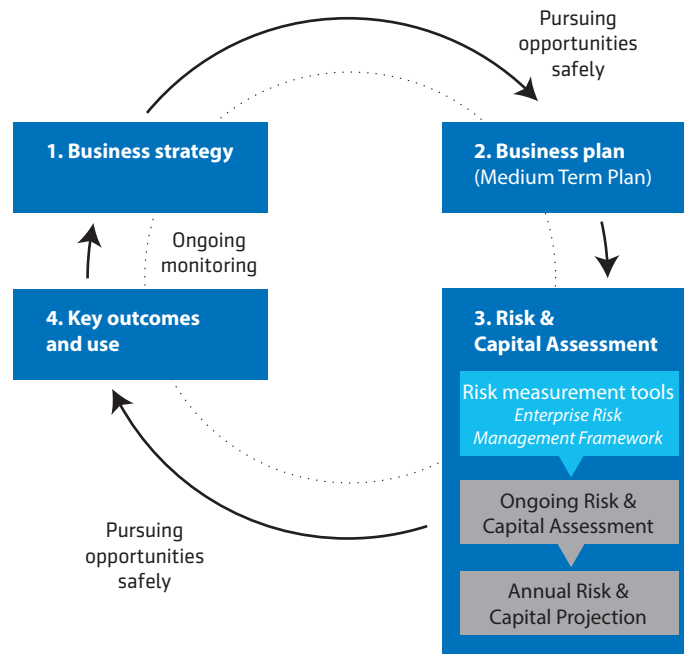 Pursuing
opportunities
safely
1. Business strategy
2. Business plan
(Medium Term Plan)
Ongoing
monitoring
4. Key outcomes
and use
3. Risk &
Capital Assessment
Risk measurement tools
Enterprise Risk
Management Framework
Ongoing Risk &
Capital Assessment
Annual Risk &
Capital Projection
Pursuing
opportunities
safely